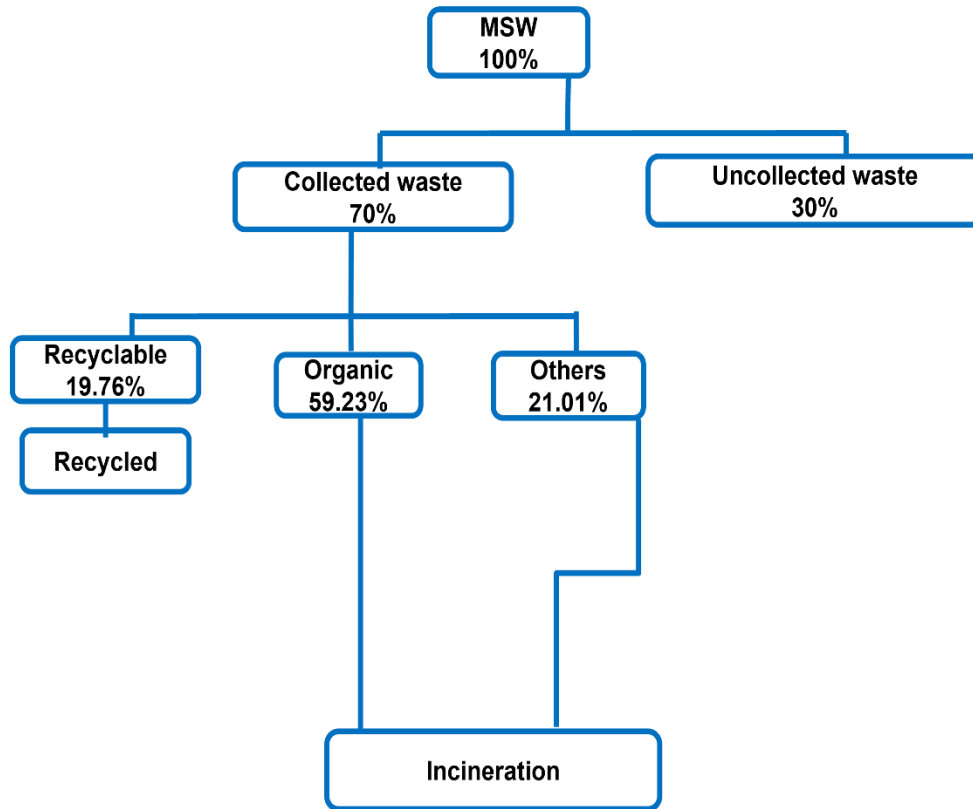 MSW
100%
Collected waste
70%
Uncollected waste
30%
Recyclable
19.76%
Organic
59.23%
Others
21.01%
Recycled
Incineration